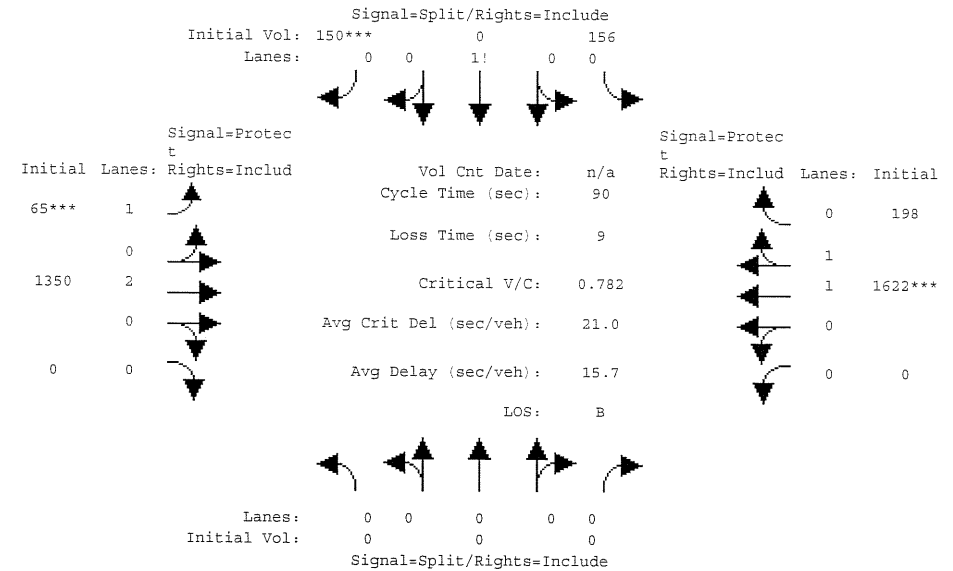 Signal=Split/Rights=Include
Initial Vol: 150*** 0 156
Lanes: 0 0 1! 0 0
Signal=Protec
t
Rights=Includ
Initial Lanes:
65*** 1
0
1350 2
0
0 0
Vol Cnt Date: n/a
Cycle Time (sec): 90
Loss Time (sec): 9
Critical V/C: 0.782
Avg Crit Del (sec/veh): 21.0
Avg Delay (sec/veh): 15.7
LOS: B
Signal=Protec
t
Rights=Includ Lanes: Initial
0 198
1
1 1622***
0
0 0
Lanes: 0 0 0 0 0
Initial Vol: 0 0 0
Signal=Split/Rights=Include